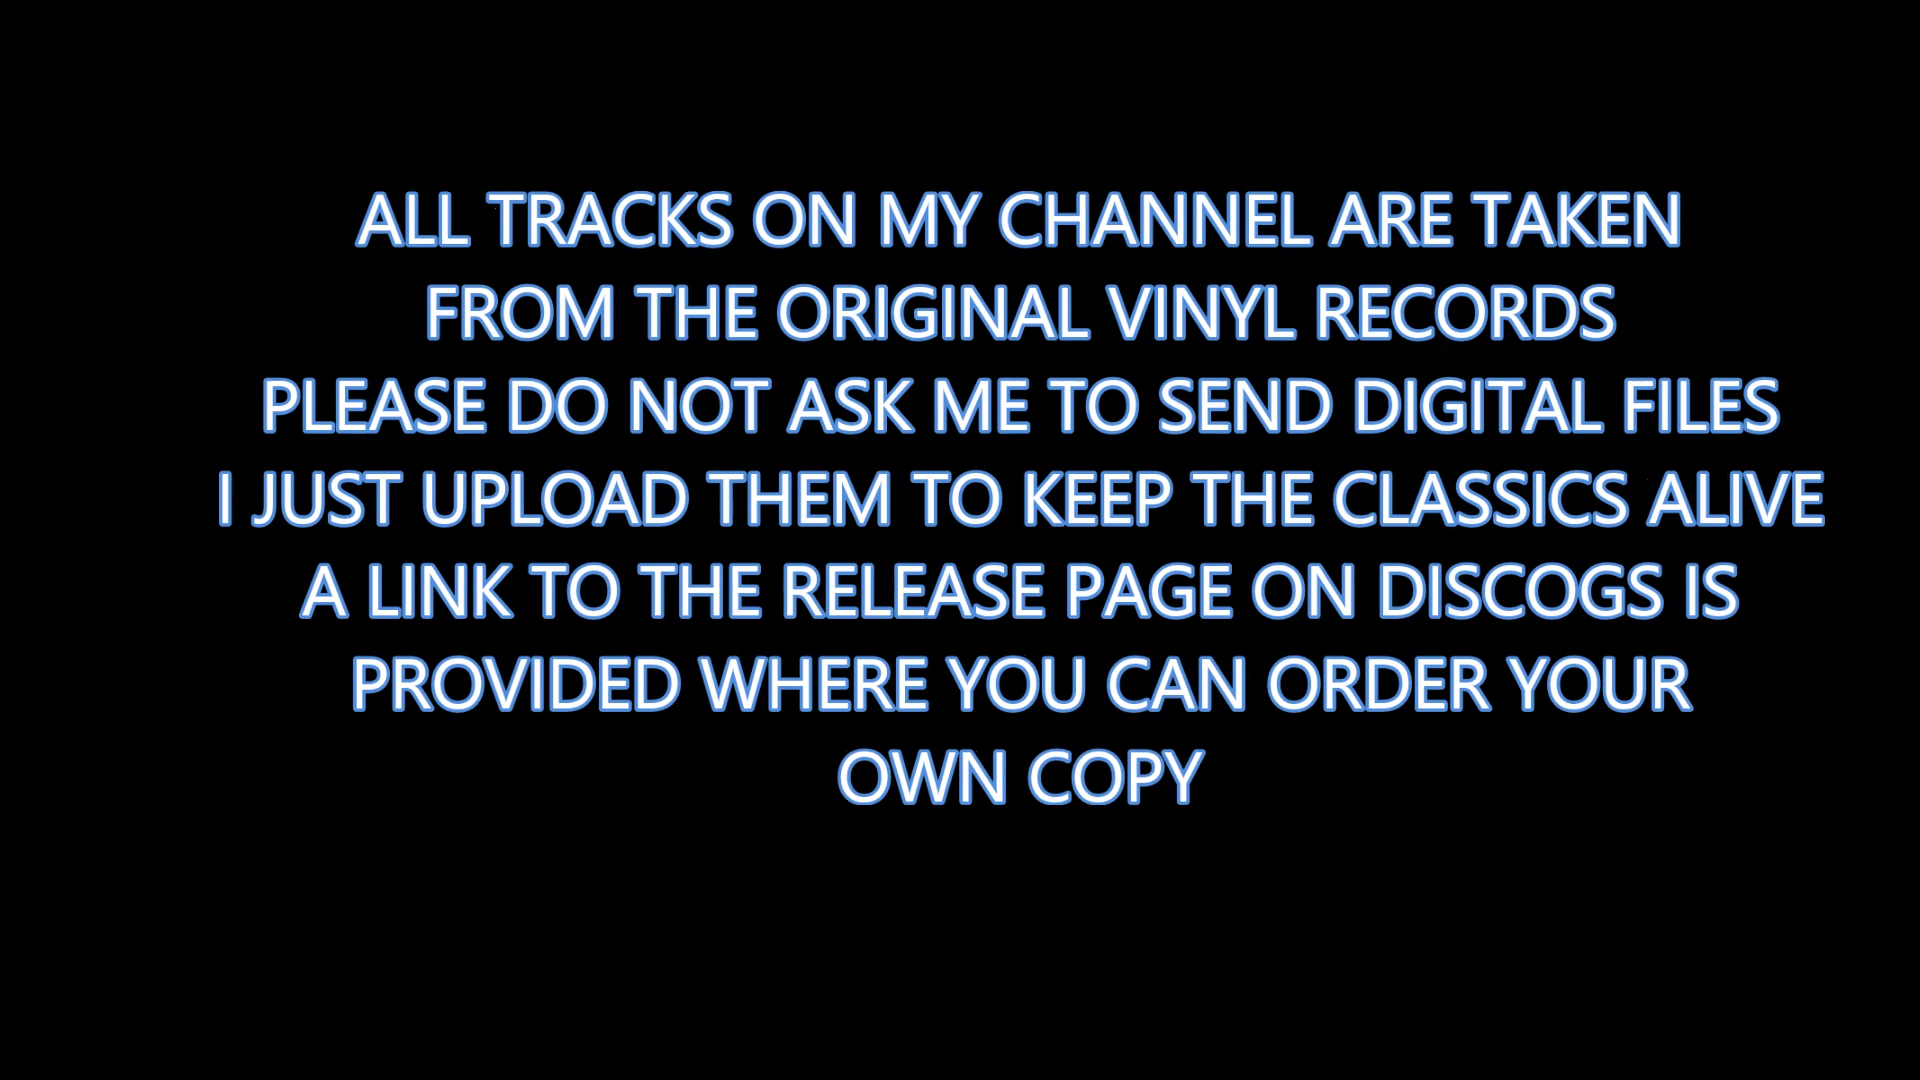 ALL TRACKS ON MY CHANNEL ARE TAKEN
FROM THE ORIGINAL VINYL RECORDS
PLEASE DO NOT ASK ME TO SEND DIGITAL FILES
I JUST UPLOAD THEM TO KEEP THE CLASSICS ALIVE
A LINK TO THE RELEASE PAGE ON DISCOGS IS
PROVIDED WHERE YOU CAN ORDER YOUR
OWN COPY